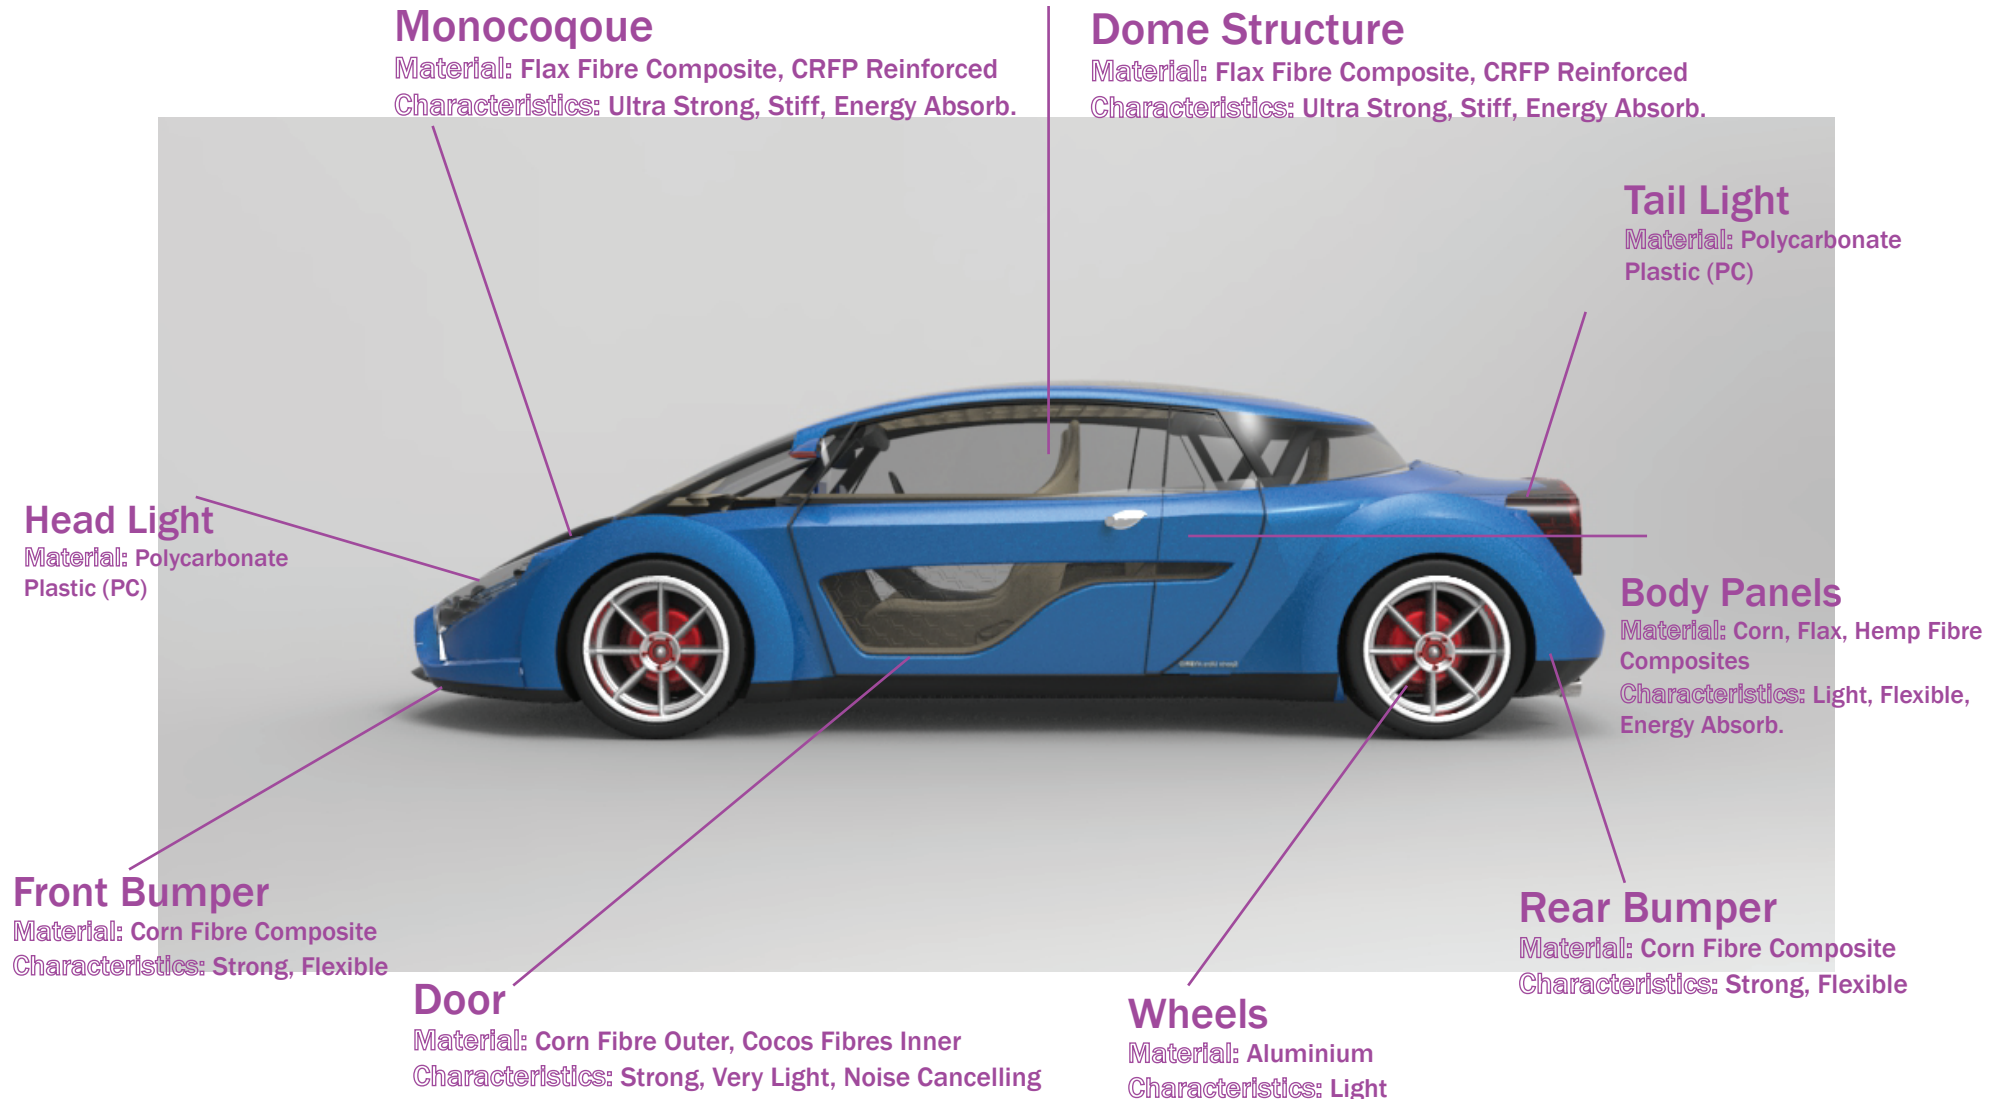 Monocoqoue
Material: Flax Fibre Composite, CRFP Reinforced
Characteristics: Ultra Strong, Stiff, Energy Absorb.
Dome Structure
Material: Flax Fibre Composite, CRFP Reinforced
Characteristics: Ultra Strong, Stiff, Energy Absorb.
Tail Light
Material: Polycarbonate
Plastic (PC)
Head Light
Material: Polycarbonate
Plastic (PC)
Body Panels
Material: Corn, Flax, Hemp Fibre
Composites
Characteristics: Light, Flexible,
Energy Absorb.
Front Bumper
Material: Corn Fibre Composite
Characteristics: Strong, Flexible
Rear Bumper
Material: Corn Fibre Composite
Characteristics: Strong, Flexible
Door
Material: Corn Fibre Outer, Cocos Fibres Inner
Characteristics: Strong, Very Light, Noise Cancelling
Wheels
Material: Aluminium
Characteristics: Light